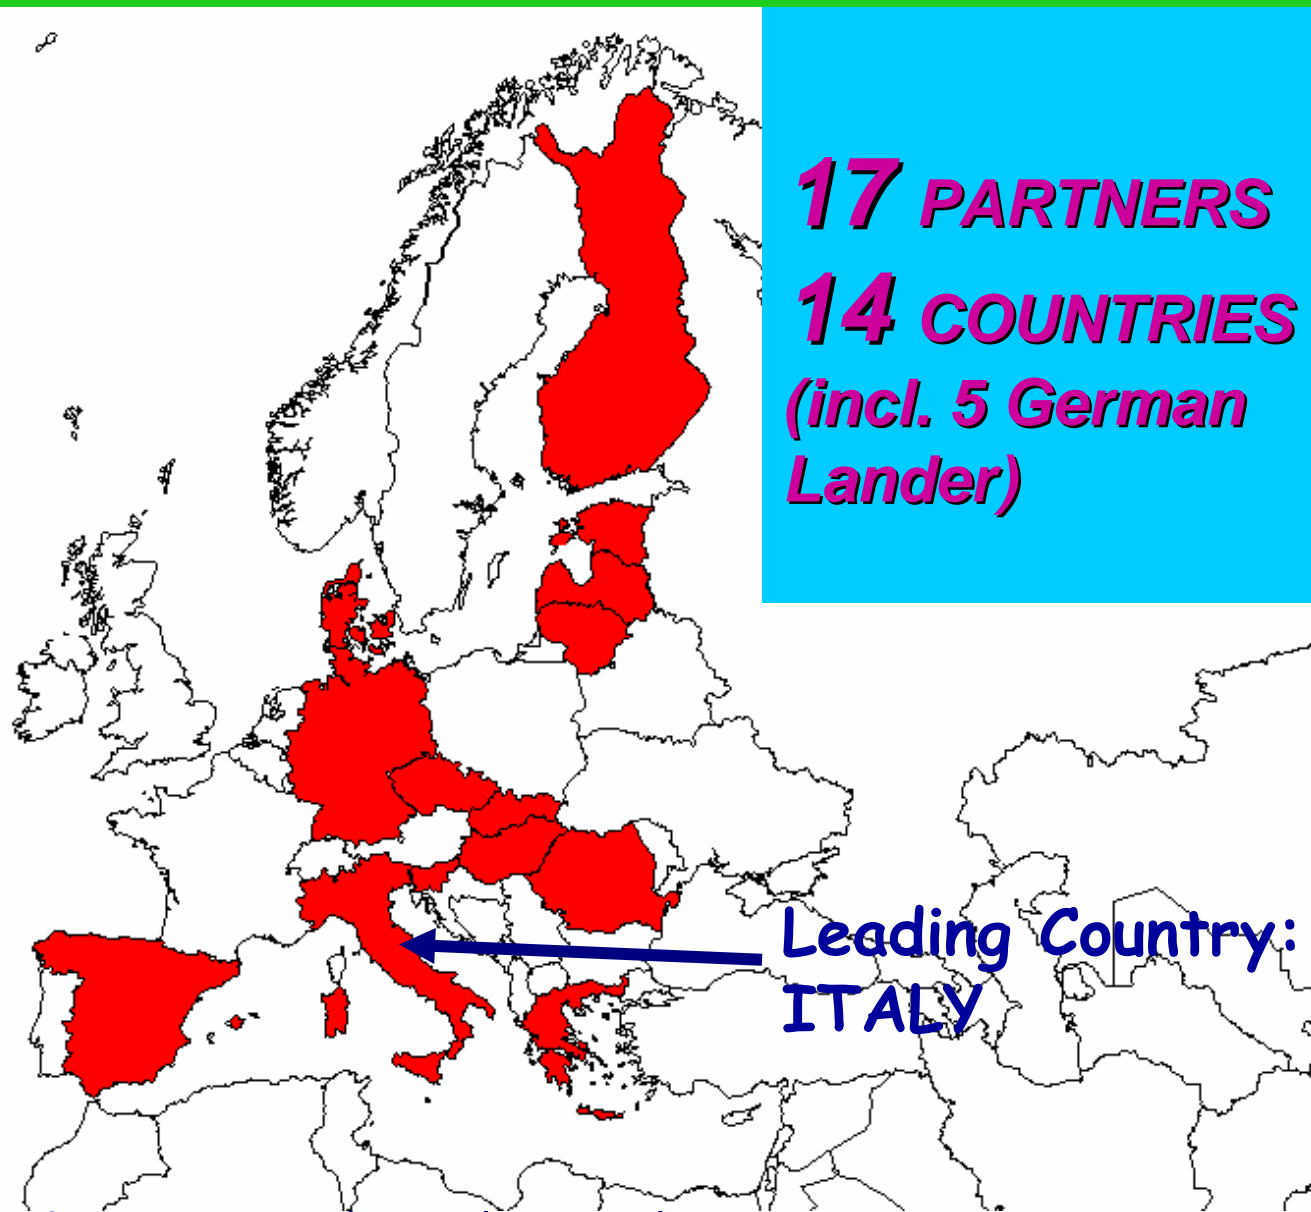 17 PARTNERS
14 COUNTRIES
(incl. 5 German
Lander)
Leading Country:
ITALY